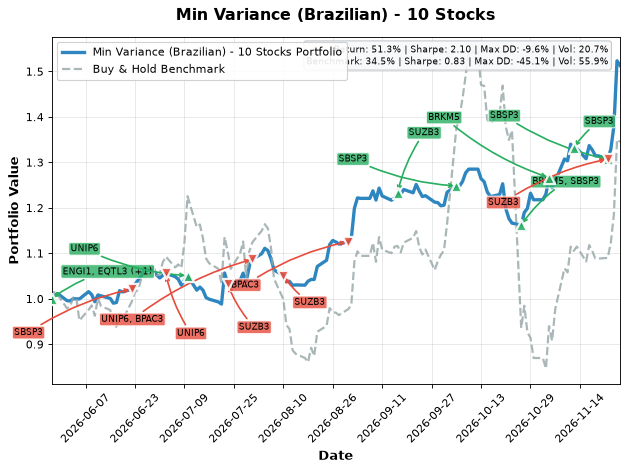 Min Variance (Brazilian) - 10 Stocks
Min Variance (Brazilian) - 10 Stocks Portfolio
Buy & Hold Benchmark
51.3% | Sharpe: 2.10 | Max DD: -9.6% | Vol: 20.7%
34.5% | Sharpe: 0.83 | Max DD: -45.1% | Vol: 55.9%
Portfolio Value
1.5
1.4
1.3
1.2
1.1
1.0
0.9
BRKM5
SBSP3
SBSP3
SUZB3
SBSP3
BRKM5, SBSP3
SUZB3
UNIP6
ENGI1, EQTL3 (+1)
BPAC3
SUZB3
UNIP6, BPAC3
SUZB3
SBSP3
UNIP6
2026-06-07
2026-06-23
2026-07-09
2026-07-25
2026-08-10
2026-08-26
2026-09-11
2026-09-27
2026-10-13
2026-10-29
2026-11-14
Date